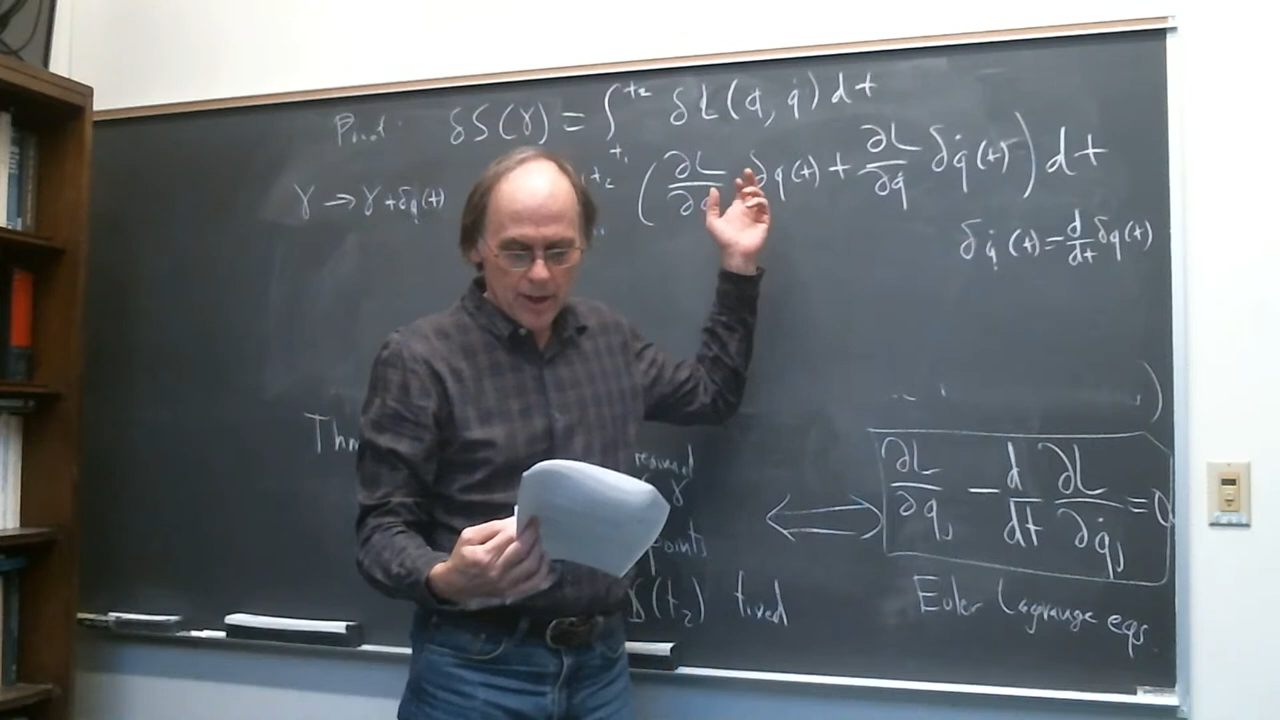 Proof: δS(γ) = ∫_{t₁}^{t₂} δL(q, q̇) dt
γ → γ + δq(t)
t₂ ( ∂L/∂q δq(t) + ∂L/∂q̇ δq̇(t) ) dt
δq̇(t) = d/dt δq(t)
)
Thm
γ
points
γ(t₂) fixed
⟺
∂L/∂qⱼ − d/dt ∂L/∂q̇ⱼ = 0
Euler Lagrange eqs.